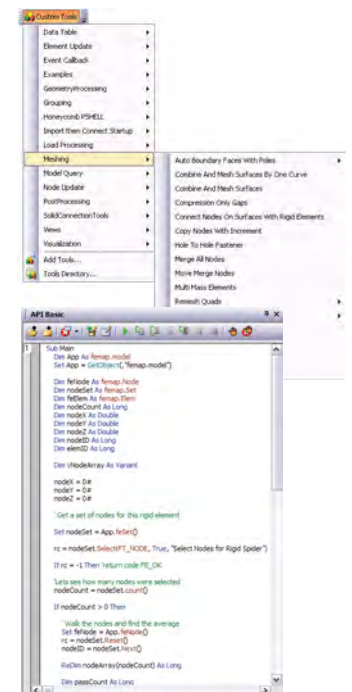 Custom Tools
Data Table
Element Update
Event Callback
Examples
GeometryProcessing
Grouping
Honeycomb PSHELL
Import then Connect Startup
Load Processing
Meshing
Model Query
Node Update
PostProcessing
SolidConnectionTools
Views
Visualization
Add Tools...
Tools Directory...
Auto Boundary Faces With Poles
Combine And Mesh Surfaces By One Curve
Combine And Mesh Surfaces
Compression Only Gaps
Connect Nodes On Surfaces With Rigid Elements
Copy Nodes With Increment
Hole To Hole Fastener
Merge All Nodes
Move Merge Nodes
Multi Mass Elements
Remesh Quads
API Basic
1
Sub Main
Dim App As femap.model
Set App = GetObject(,"femap.model")
Dim feNode As femap.Node
Dim nodeSet As femap.Set
Dim feElem As femap.Elem
Dim nodeCount As Long
Dim nodeX As Double
Dim nodeY As Double
Dim nodeZ As Double
Dim nodeID As Long
Dim elemID As Long
Dim vNodeArray As Variant
nodeX = 0#
nodeY = 0#
nodeZ = 0#
'Get a set of nodes for this rigid element
Set nodeSet = App.feSet()
rc = nodeSet.Select(FT_NODE, True, "Select Nodes for Rigid Spider")
If rc = -1 Then 'return code FE_OK
'Lets see how many nodes were selected
nodeCount = nodeSet.count()
If nodeCount > 0 Then
'Walk the nodes and find the average
Set feNode = App.feNode()
rc = nodeSet.Reset()
nodeID = nodeSet.Next()
ReDim nodeArray(nodeCount) As Long
Dim passCount As Long